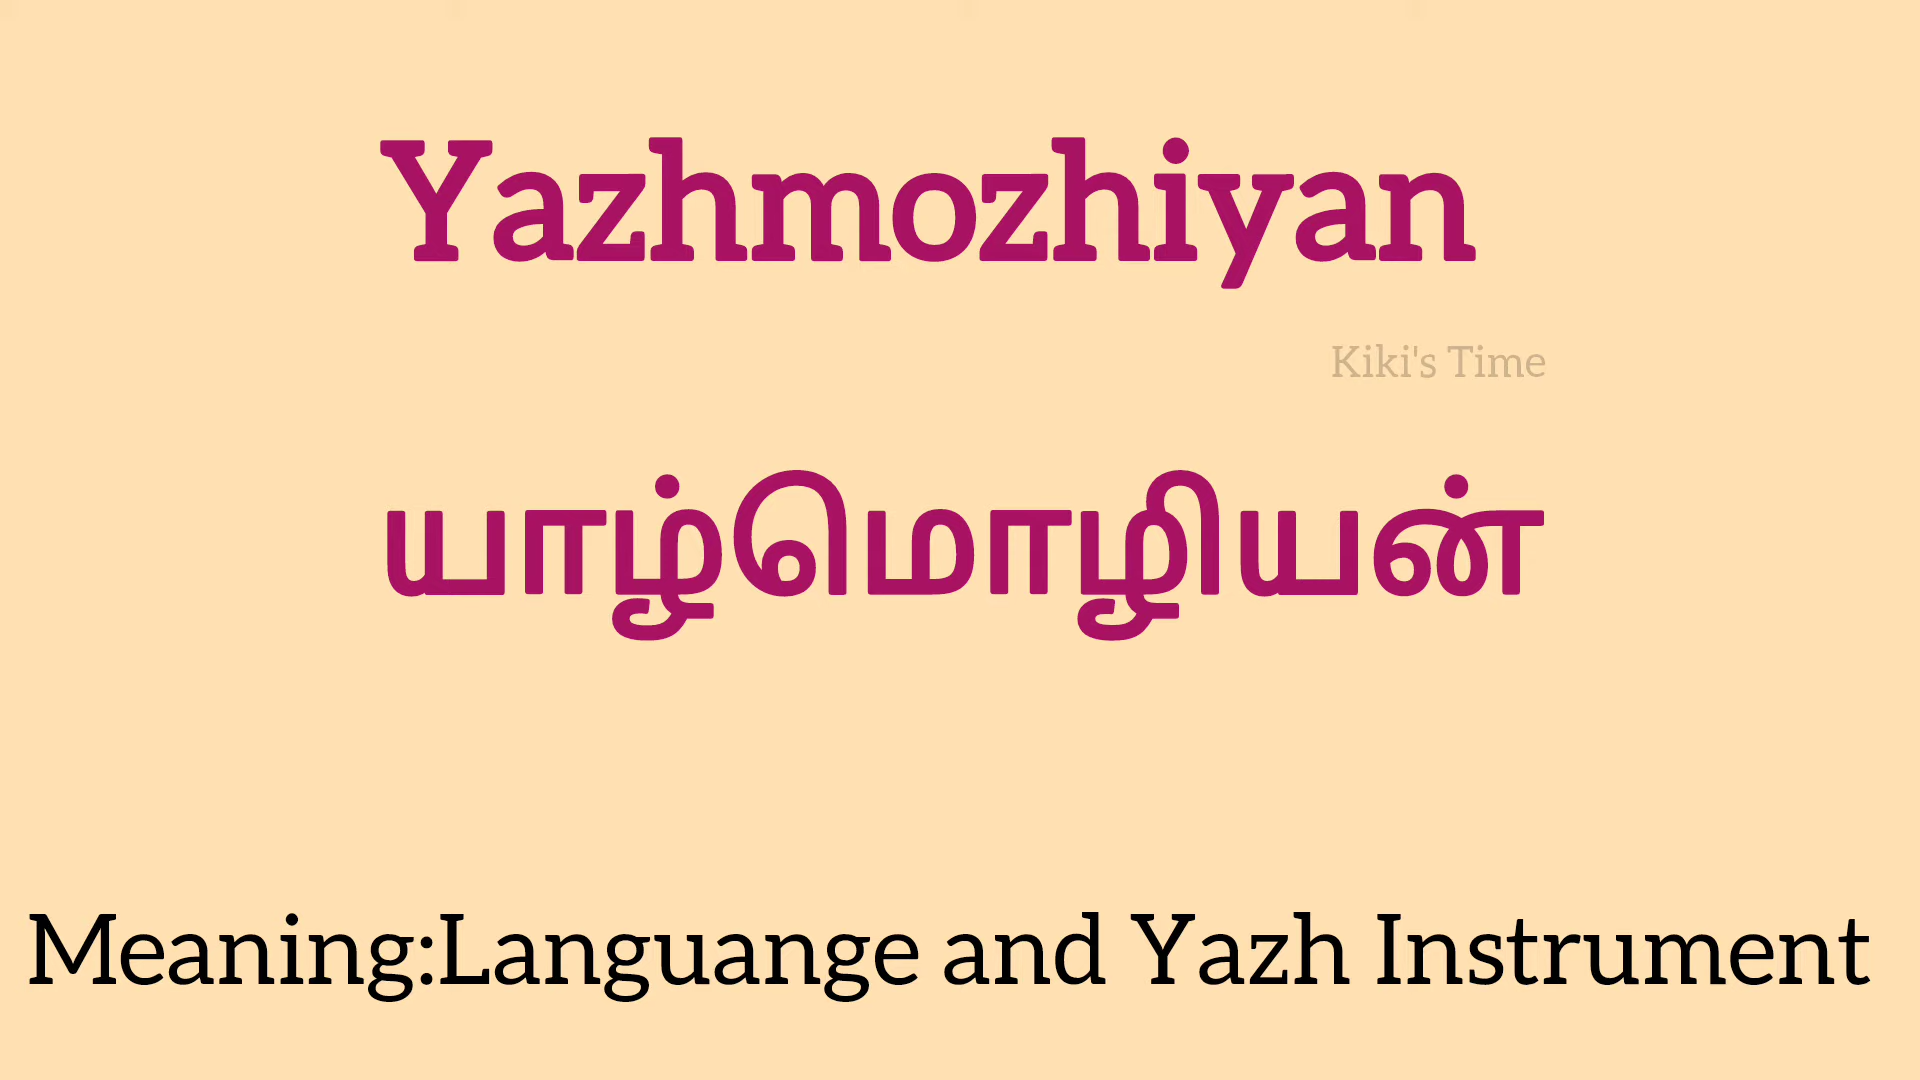 Yazhmozhiyan
Kiki's Time
யாழ்மொழியன்
Meaning:Languange and Yazh Instrument